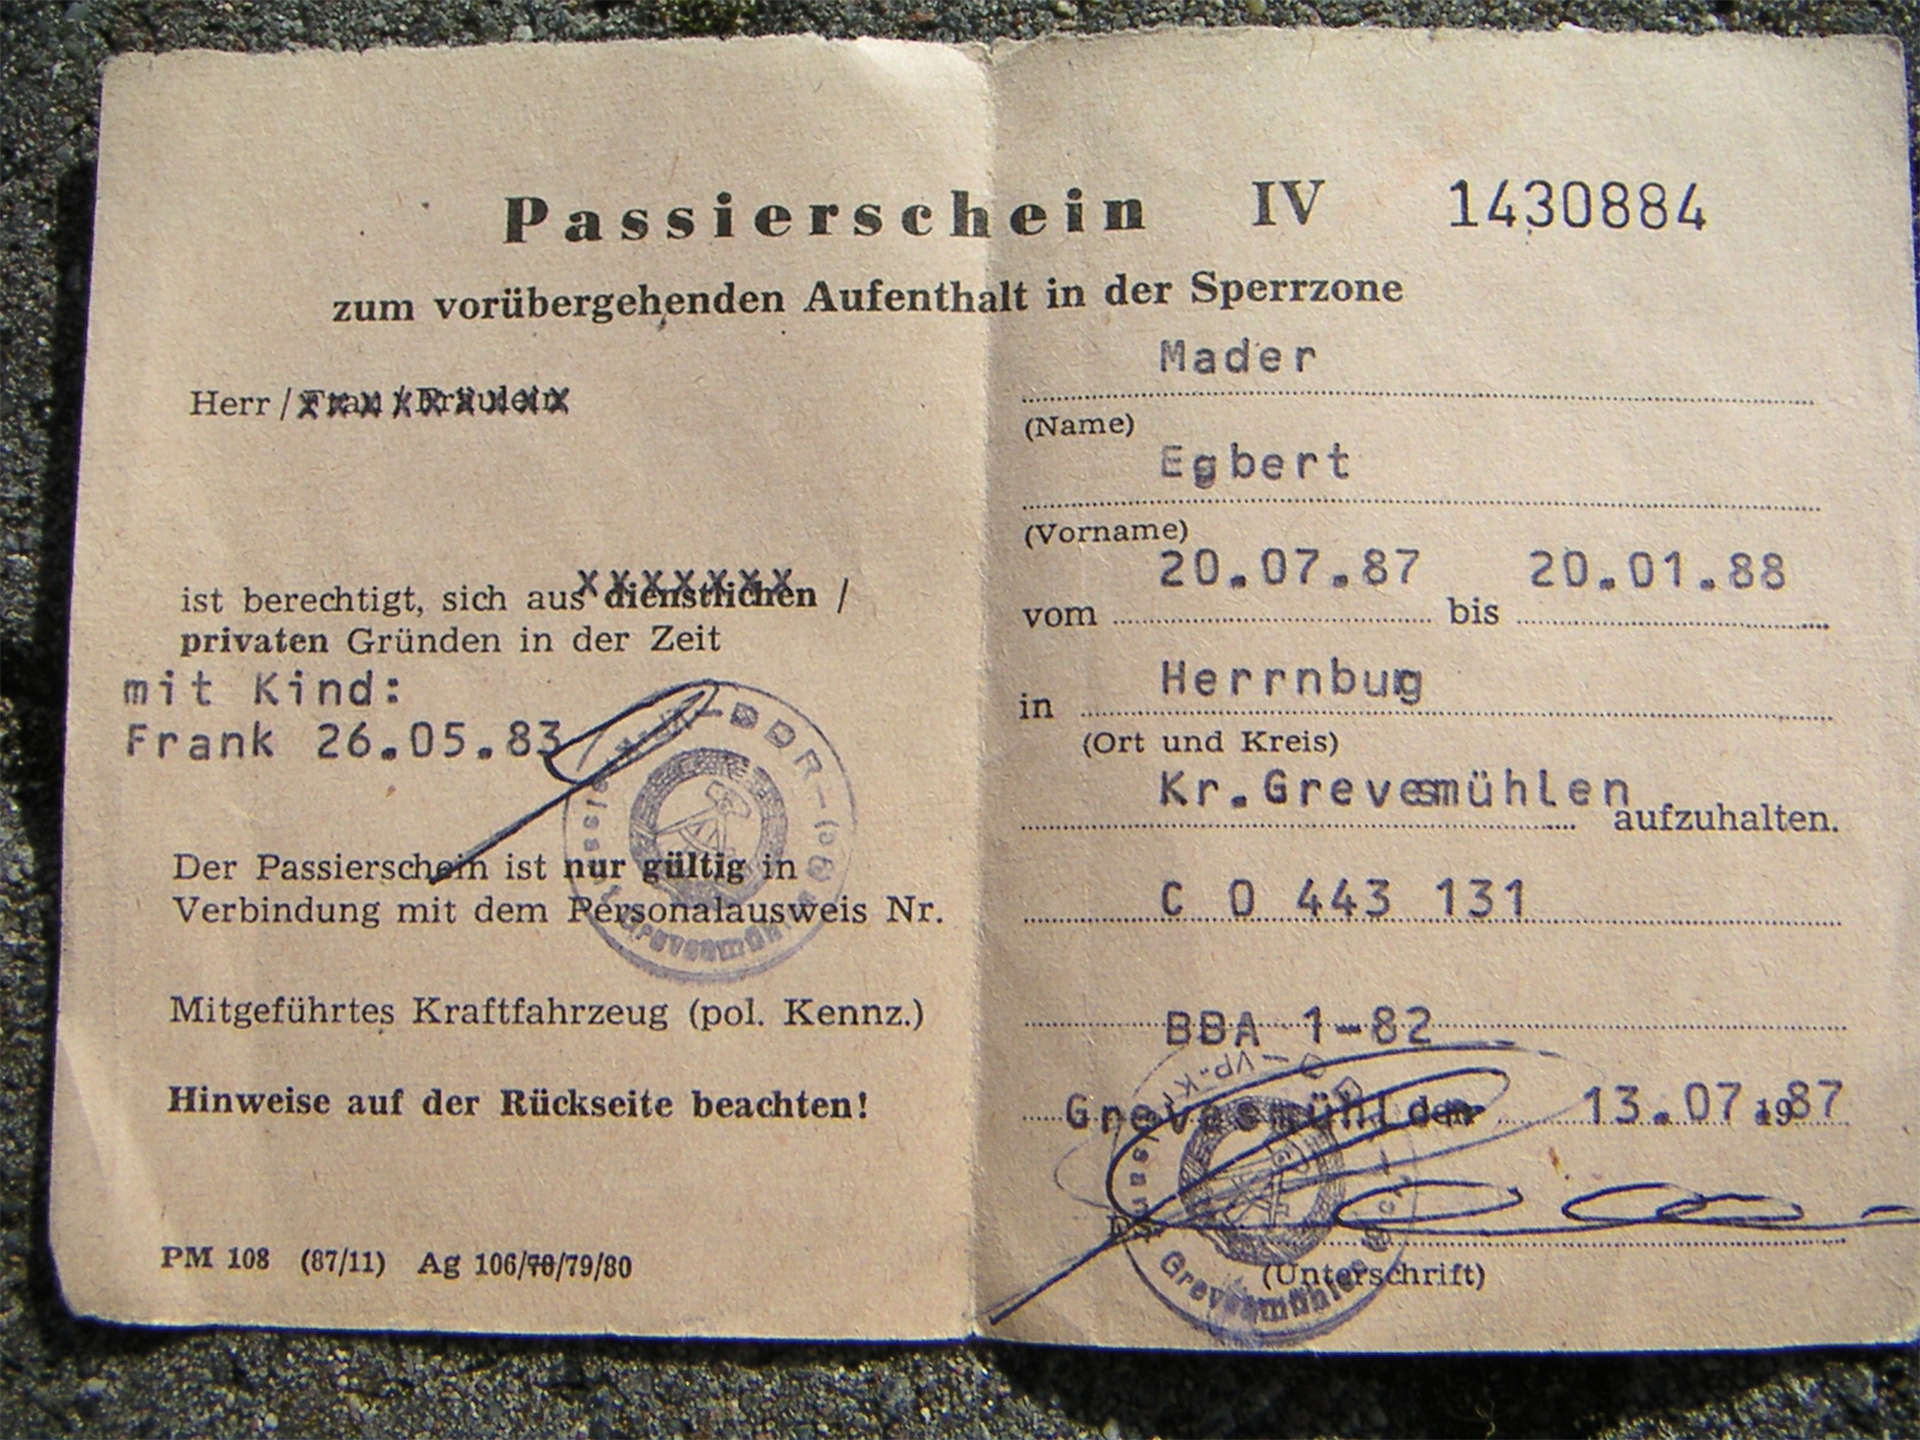 Passierschein IV 1430884
zum vorübergehenden Aufenthalt in der Sperrzone
Herr / Frau / Fräulein
Mader
(Name)
Egbert
(Vorname)
ist berechtigt, sich aus dienstlichen /
privaten Gründen in der Zeit
vom 20.07.87 bis 20.01.88
mit Kind:
Frank 26.05.83
in Herrnbug
(Ort und Kreis)
Kr.Grevesmühlen aufzuhalten.
Der Passierschein ist nur gültig in
Verbindung mit dem Personalausweis Nr.
C 0 443 131
Mitgeführtes Kraftfahrzeug (pol. Kennz.)
BBA 1-82
Hinweise auf der Rückseite beachten!
Grevesmühl den 13.07 1987
(Unterschrift)
PM 108 (87/11) Ag 106/78/79/80
DDR
Grevesmühlen
Grevesmühlen